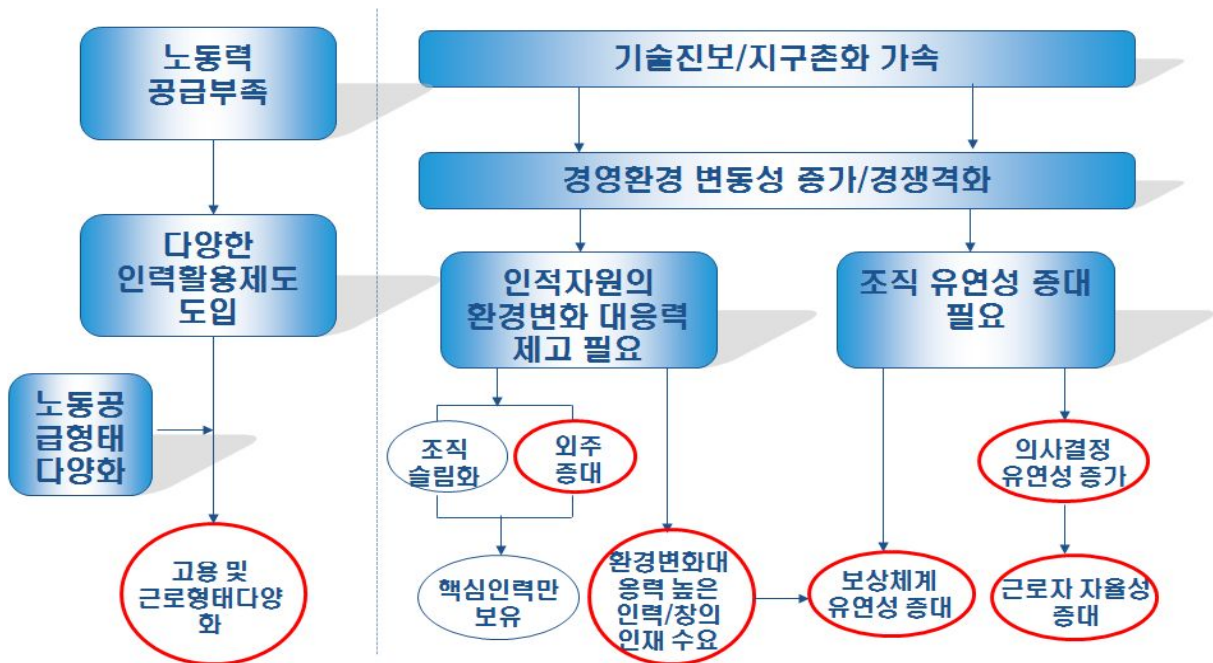 노동력
공급부족
다양한
인력활용제도
도입
노동공
급형태
다양화
고용 및
근로형태다양
화
기술진보/지구촌화 가속
경영환경 변동성 증가/경쟁격화
인적자원의
환경변화 대응력
제고 필요
조직 유연성 증대
필요
조직
슬림화
외주
증대
의사결정
유연성 증가
핵심인력만
보유
환경변화대
응력 높은
인력/창의
인재 수요
보상체계
유연성 증대
근로자 자율성
증대